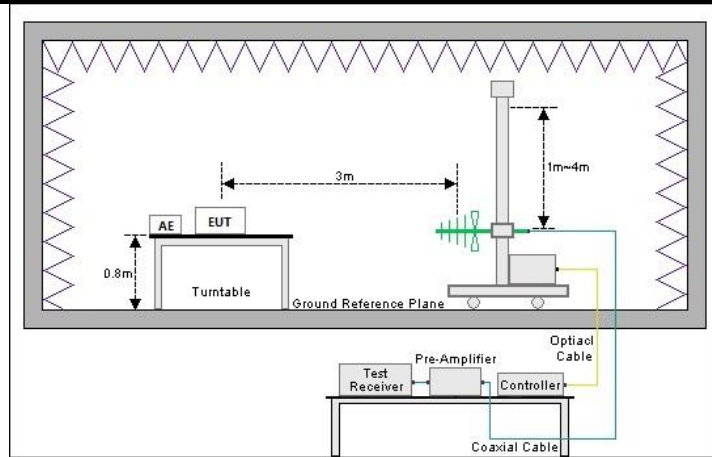 3m
1m~4m
AE
EUT
0.8m
Turntable
Ground Reference Plane
Optiacl
Cable
Pre-Amplifier
Test
Receiver
Controller
Coaxial Cable